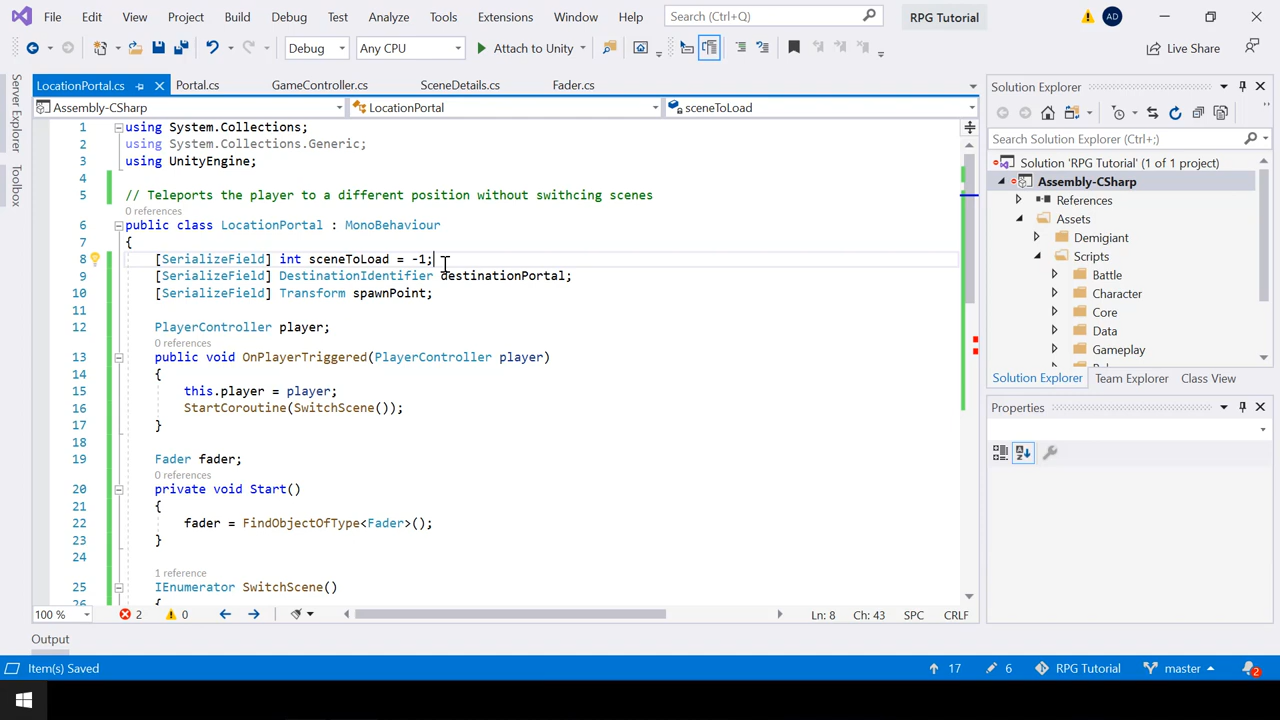 File Edit View Project Build Debug Test Analyze Tools Extensions Window Help Search (Ctrl+Q) RPG Tutorial AD
Debug Any CPU Attach to Unity Live Share
LocationPortal.cs Portal.cs GameController.cs SceneDetails.cs Fader.cs
Assembly-CSharp LocationPortal sceneToLoad
Server Explorer
Toolbox
1 using System.Collections;
2 using System.Collections.Generic;
3 using UnityEngine;
4
5 // Teleports the player to a different position without swithcing scenes
0 references
6 public class LocationPortal : MonoBehaviour
7 {
8 [SerializeField] int sceneToLoad = -1;
9 [SerializeField] DestinationIdentifier destinationPortal;
10 [SerializeField] Transform spawnPoint;
11
12 PlayerController player;
0 references
13 public void OnPlayerTriggered(PlayerController player)
14 {
15 this.player = player;
16 StartCoroutine(SwitchScene());
17 }
18
19 Fader fader;
0 references
20 private void Start()
21 {
22 fader = FindObjectOfType<Fader>();
23 }
24
1 reference
25 IEnumerator SwitchScene()
26 {
100 % 2 0 Ln: 8 Ch: 43 SPC CRLF
Output
Solution Explorer
Search Solution Explorer (Ctrl+;)
Solution 'RPG Tutorial' (1 of 1 project)
Assembly-CSharp
References
Assets
Demigiant
Scripts
Battle
Character
Core
Data
Gameplay
Solution Explorer Team Explorer Class View
Properties
Item(s) Saved 17 6 RPG Tutorial master 2